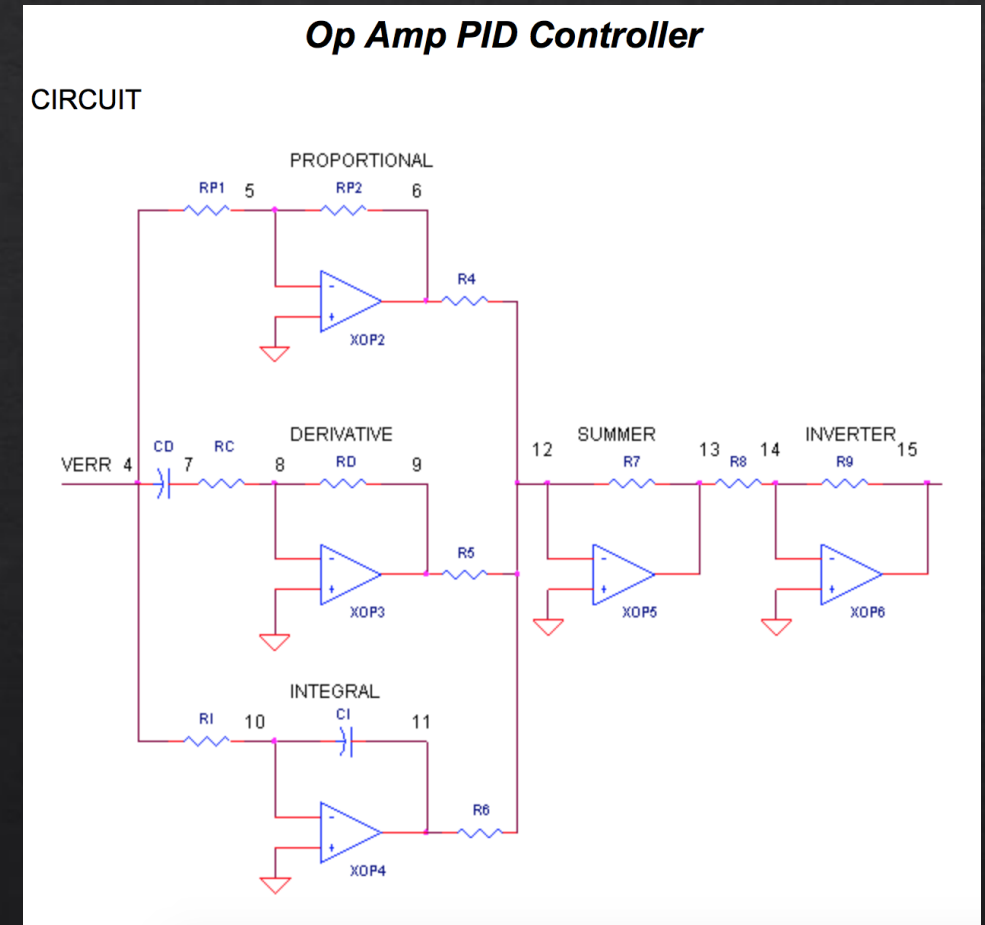 Op Amp PID Controller
CIRCUIT
PROPORTIONAL
RP1 5 RP2 6
-
+
R4
XOP2
DERIVATIVE
SUMMER
INVERTER
VERR 4 CD 7 RC 8 RD 9
12 R7 13 R8 14 R9 15
-
+
R5
XOP3
-
+
XOP5
-
+
XOP6
INTEGRAL
RI 10 CI 11
-
+
R6
XOP4